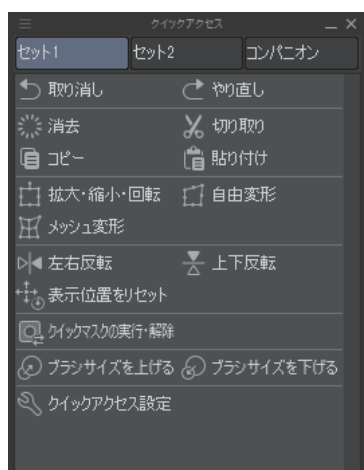 クイックアクセス
セット1 セット2 コンパニオン
取り消し やり直し
消去 切り取り
コピー 貼り付け
拡大・縮小・回転 自由変形
メッシュ変形
左右反転 上下反転
表示位置をリセット
クイックマスクの実行・解除
ブラシサイズを上げる ブラシサイズを下げる
クイックアクセス設定